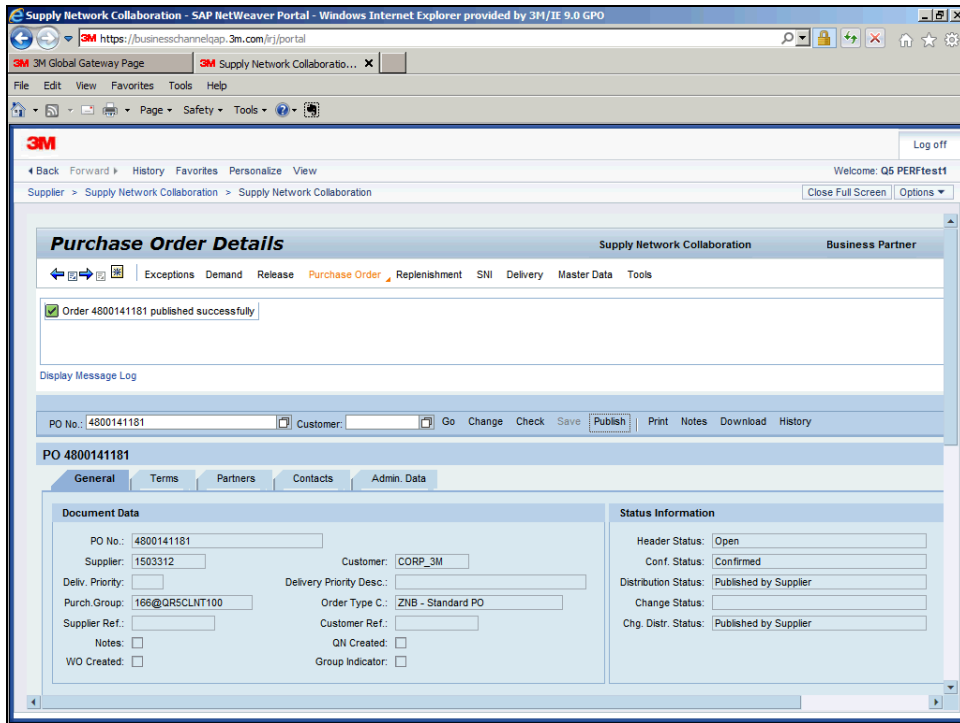 Supply Network Collaboration - SAP NetWeaver Portal - Windows Internet Explorer provided by 3M/IE 9.0 GPO
3M https://businesschannelqap.3m.com/irj/portal
3M 3M Global Gateway Page 3M Supply Network Collaboratio... X
File Edit View Favorites Tools Help
Page Safety Tools
3M
Log off
Back Forward History Favorites Personalize View Welcome: Q5 PERFtest1
Supplier > Supply Network Collaboration > Supply Network Collaboration Close Full Screen Options
Purchase Order Details Supply Network Collaboration Business Partner
Exceptions Demand Release Purchase Order Replenishment SNI Delivery Master Data Tools
Order 4800141181 published successfully
Display Message Log
PO No.: 4800141181 Customer: Go Change Check Save Publish Print Notes Download History
PO 4800141181
General Terms Partners Contacts Admin. Data
Document Data Status Information
PO No.: 4800141181 Header Status: Open
Supplier: 1503312 Customer: CORP_3M Conf. Status: Confirmed
Deliv. Priority: Delivery Priority Desc.: Distribution Status: Published by Supplier
Purch.Group: 166@QR5CLNT100 Order Type C.: ZNB - Standard PO Change Status:
Supplier Ref.: Customer Ref.: Chg. Distr. Status: Published by Supplier
Notes: QN Created:
WO Created: Group Indicator: